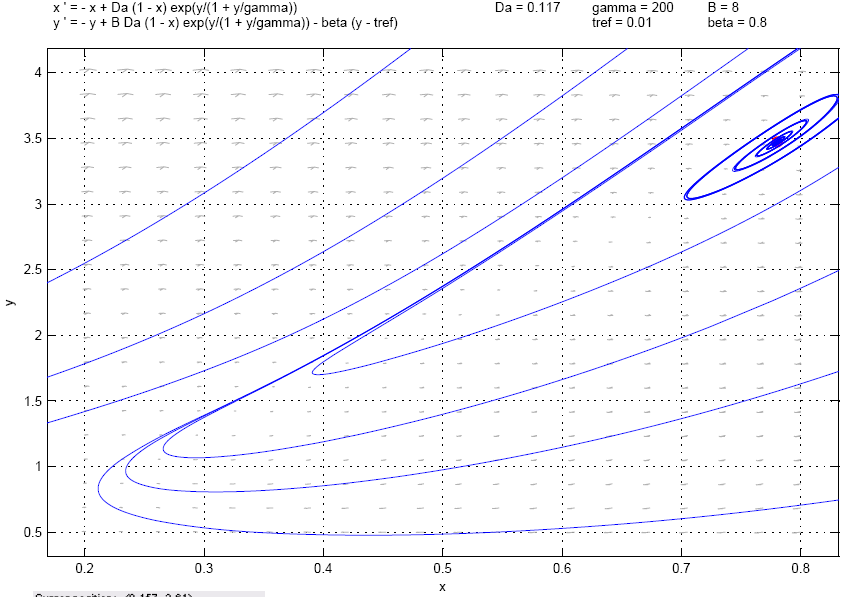 x ' = - x + Da (1 - x) exp(y/(1 + y/gamma)) Da = 0.117 gamma = 200 B = 8
y ' = - y + B Da (1 - x) exp(y/(1 + y/gamma)) - beta (y - tref) tref = 0.01 beta = 0.8
4
3.5
3
2.5
y
2
1.5
1
0.5
0.2 0.3 0.4 0.5 0.6 0.7 0.8
x